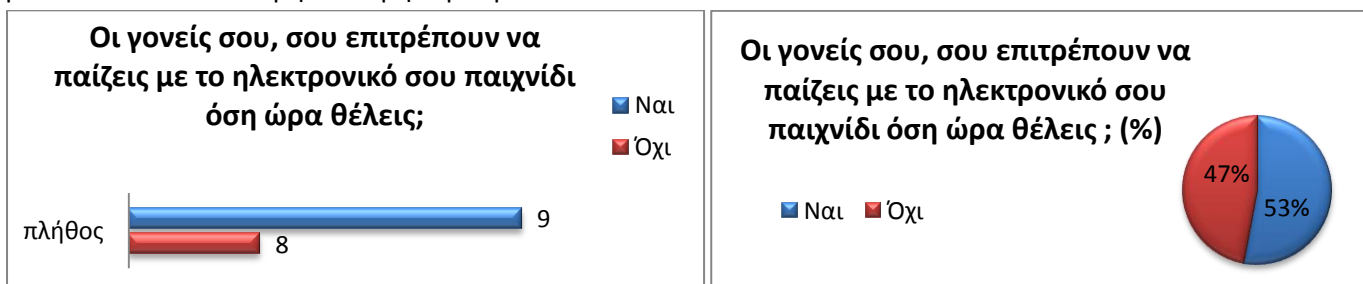 Οι γονείς σου, σου επιτρέπουν να
παίζεις με το ηλεκτρονικό σου παιχνίδι
όση ώρα θέλεις;
Ναι
Όχι
πλήθος
9
8
Οι γονείς σου, σου επιτρέπουν να
παίζεις με το ηλεκτρονικό σου
παιχνίδι όση ώρα θέλεις ; (%)
Ναι Όχι
47%
53%